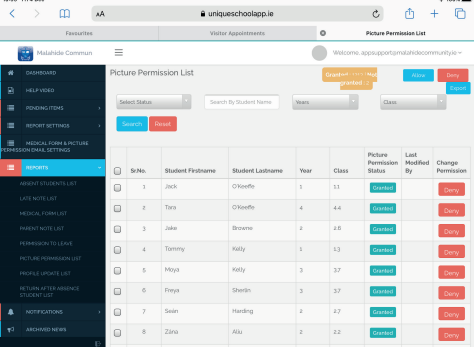 AA
uniqueschoolapp.ie
Favourites
Visitor Appointments
Picture Permission List
Malahide Commun
Welcome, appsupport@malahidecommunity.ie
DASHBOARD
HELP VIDEO
PENDING ITEMS
REPORT SETTINGS
MEDICAL FORM & PICTURE
PERMISSION EMAIL SETTINGS
REPORTS
ABSENT STUDENTS LIST
LATE NOTE LIST
MEDICAL FORM LIST
PARENT NOTE LIST
PERMISSION TO LEAVE
PICTURE PERMISSION LIST
PROFILE UPDATE LIST
RETURN AFTER ABSENCE
STUDENT LIST
NOTIFICATIONS
ARCHIVED NEWS
Picture Permission List
Granted Not
granted
Allow
Deny
Export
Select Status
Search By Student Name
Years
Class
Search
Reset
Sr.No. Student Firstname Student Lastname Year Class Picture Permission Status Last Modified By Change Permission
1 Jack O'Keeffe 1 1.1 Granted Deny
2 Tara O'Keeffe 4 4.4 Granted Deny
3 Jake Browne 2 2.6 Granted Deny
4 Tommy Kelly 1 1.3 Granted Deny
5 Moya Kelly 3 3.7 Granted Deny
6 Freya Sherlin 3 3.7 Granted Deny
7 Seán Harding 2 2.7 Granted Deny
8 Zána Aliu 2 2.2 Granted Deny